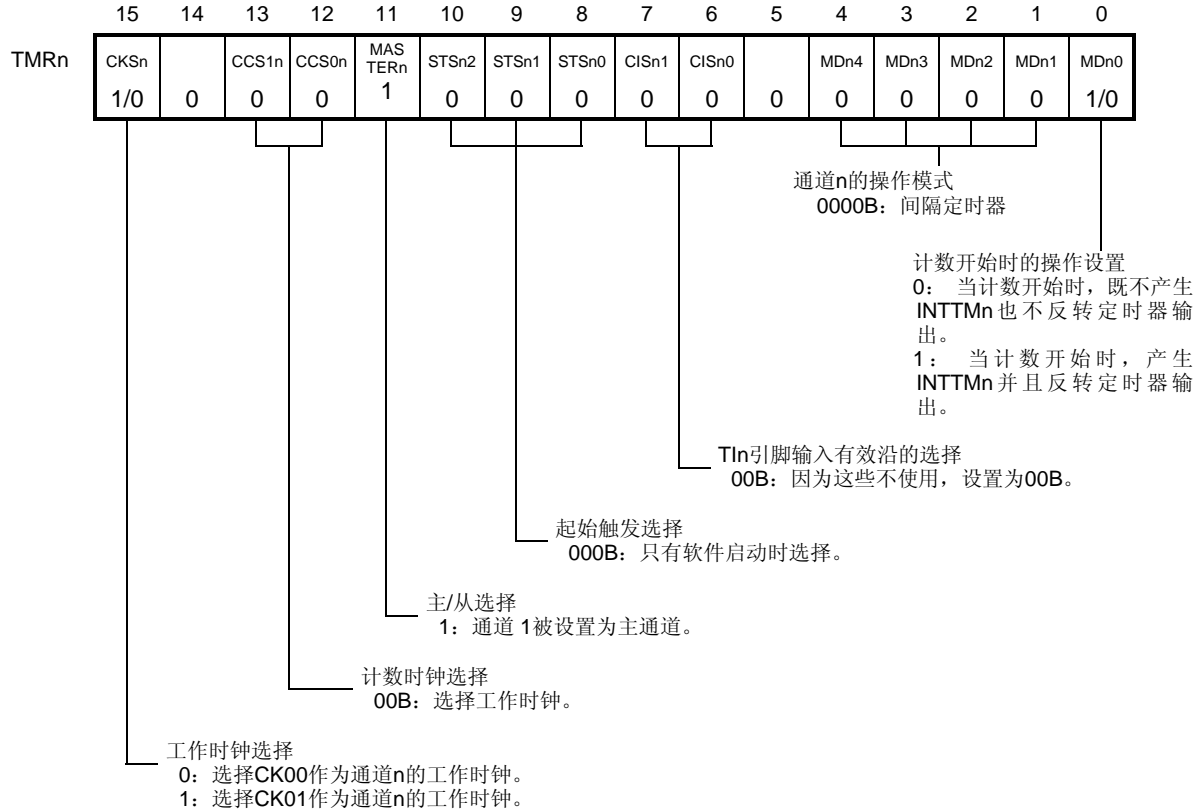 15 14 13 12 11 10 9 8 7 6 5 4 3 2 1 0
TMRn CKSn CCS1n CCS0n MAS TERn STSn2 STSn1 STSn0 CISn1 CISn0 MDn4 MDn3 MDn2 MDn1 MDn0
1/0 0 0 0 1 0 0 0 0 0 0 0 0 0 0 1/0
通道n的操作模式
0000B：间隔定时器
计数开始时的操作设置
0： 当计数开始时，既不产生
INTTMn也不反转定时器输
出。
1： 当计数开始时，产生
INTTMn并且反转定时器输
出。
TIn引脚输入有效沿的选择
00B：因为这些不使用，设置为00B。
起始触发选择
000B：只有软件启动时选择。
主/从选择
1：通道 1被设置为主通道。
计数时钟选择
00B：选择工作时钟。
工作时钟选择
0：选择CK00作为通道n的工作时钟。
1：选择CK01作为通道n的工作时钟。